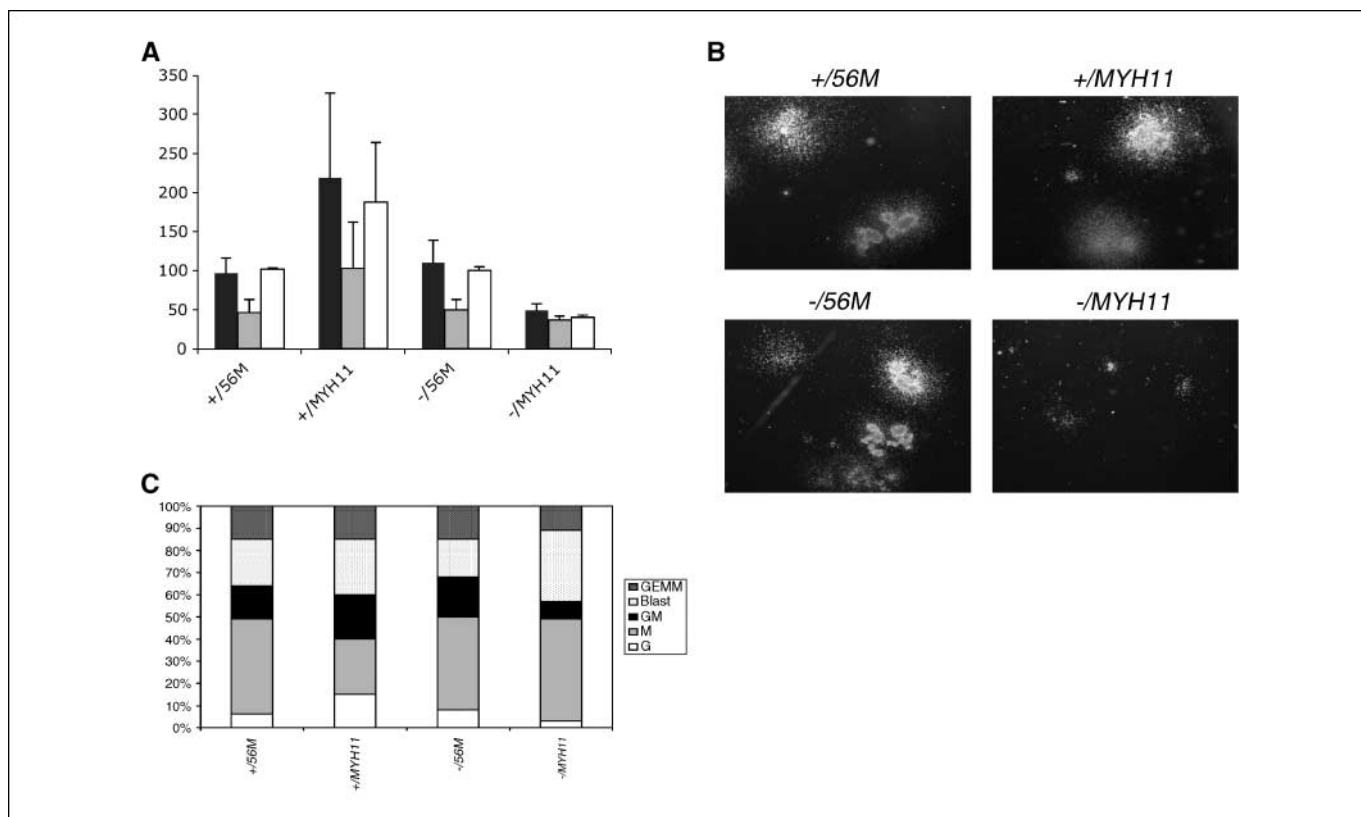 A
350
300
250
200
150
100
50
0
+/56M
+/MYH11
-/56M
-/MYH11
B
+/56M
+/MYH11
-/56M
-/MYH11
C
100%
90%
80%
70%
60%
50%
40%
30%
20%
10%
0%
+/56M
+/MYH11
-/56M
-/MYH11
GEMM
Blast
GM
M
G